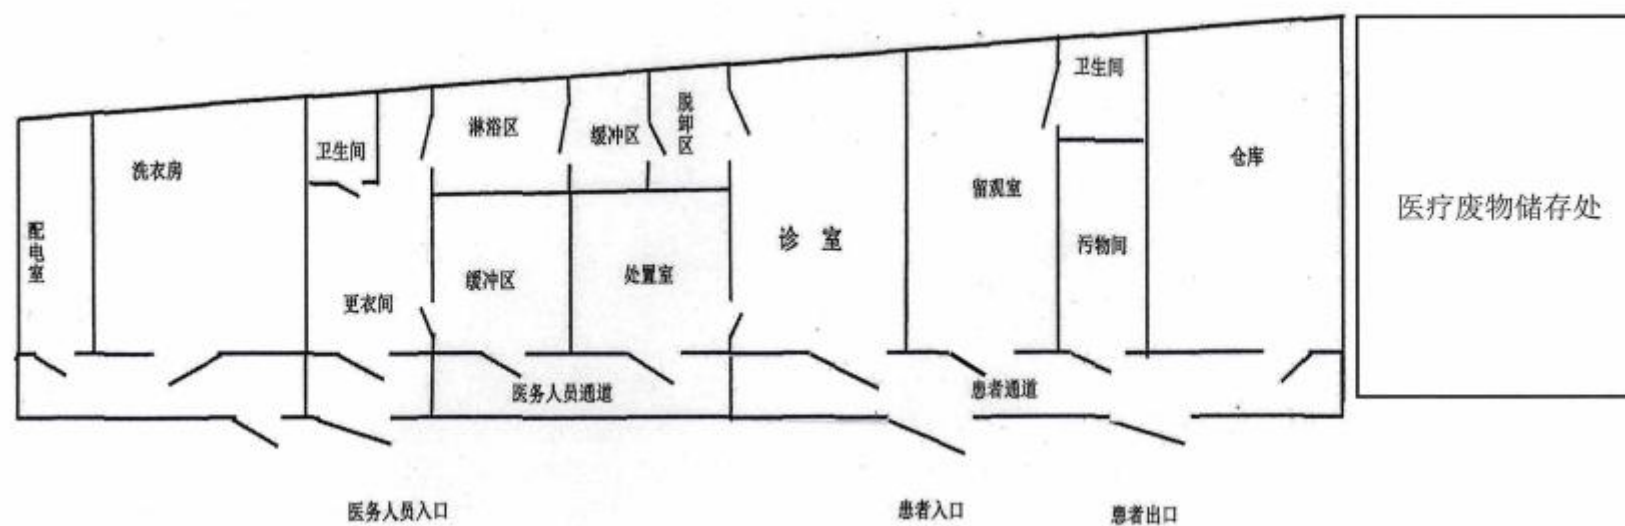 卫生间
脱卸区
淋浴区
缓冲区
卫生间
洗衣房
仓库
留观室
医疗废物储存处
配电室
诊 室
污物间
缓冲区
处置室
更衣间
医务人员通道
患者通道
医务人员入口
患者入口
患者出口